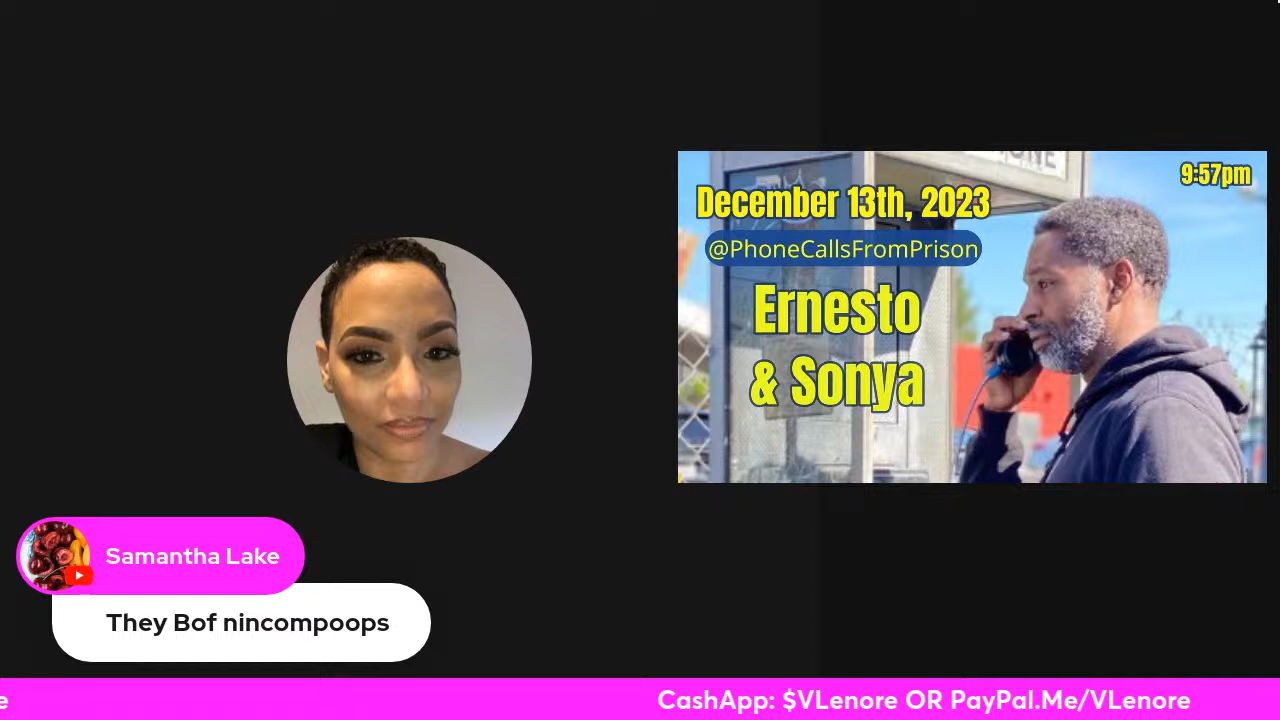 ONE
9:57pm
December 13th, 2023
@PhoneCallsFromPrison
Ernesto
& Sonya
Samantha Lake
They Bof nincompoops
e
CashApp: $VLenore OR PayPal.Me/VLenore